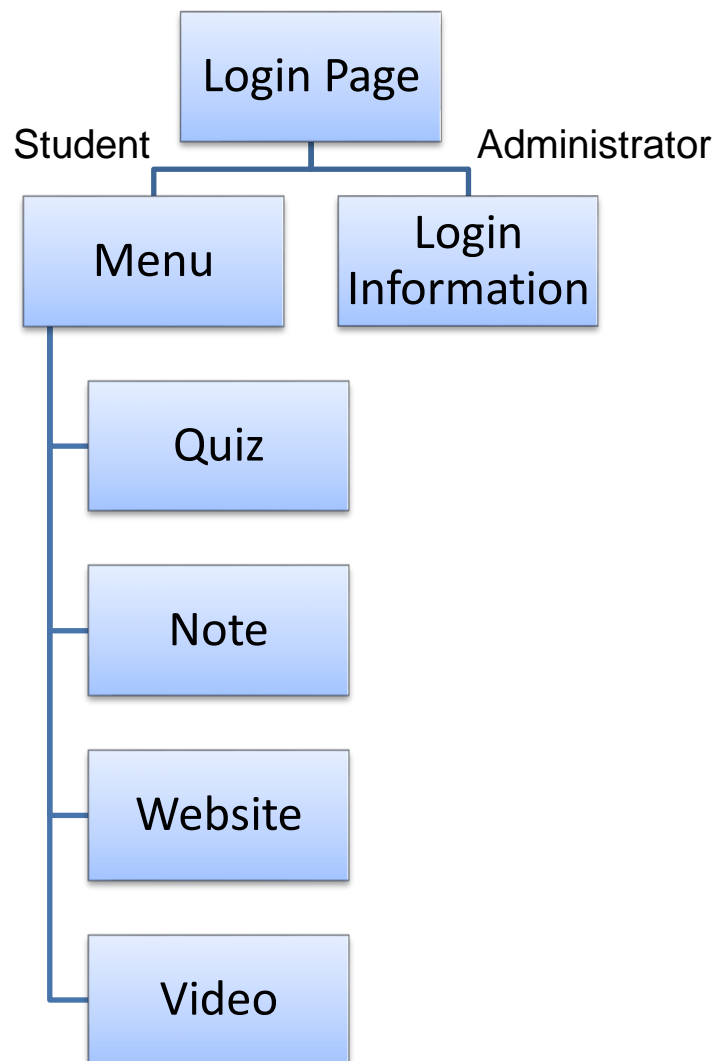 Login Page
Student
Administrator
Menu
Login
Information
Quiz
Note
Website
Video